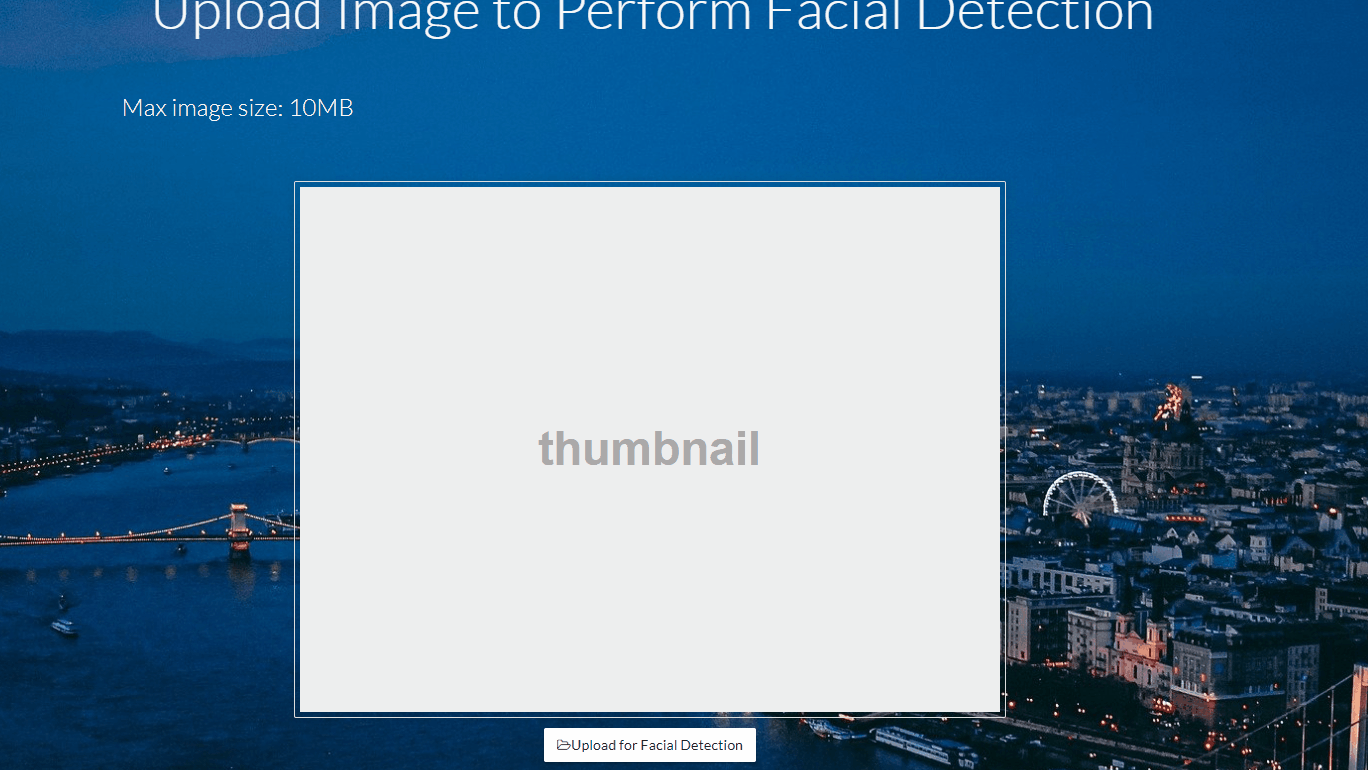 Upload Image to Perform Facial Detection
Max image size: 10MB
thumbnail
Upload for Facial Detection